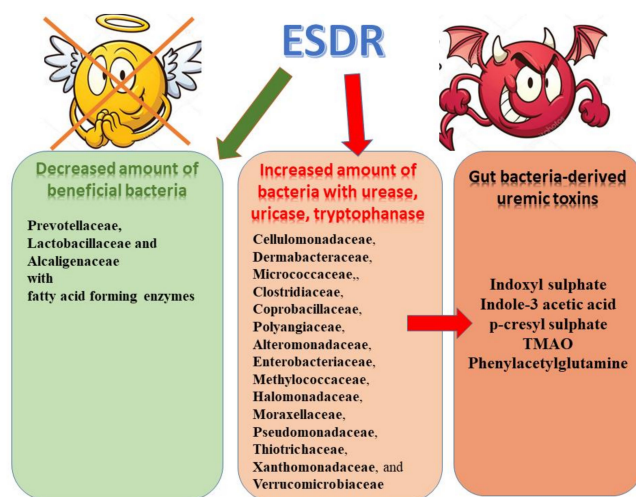 ESDR
Decreased amount of
beneficial bacteria
Prevotellaceae,
Lactobacillaceae and
Alcaligenaceae
with
fatty acid forming enzymes
Increased amount of
bacteria with urease,
uricase, tryptophanase
Cellulomonadaceae,
Dermabacteraceae,
Micrococcaceae,,
Clostridiaceae,
Coprobacillaceae,
Polyangiaceae,
Alteromonadaceae,
Enterobacteriaceae,
Methylococcaceae,
Halomonadaceae,
Moraxellaceae,
Pseudomonadaceae,
Thiotrichaceae,
Xanthomonadaceae, and
Verrucomicrobiaceae
Gut bacteria-derived
uremic toxins
Indoxyl sulphate
Indole-3 acetic acid
p-cresyl sulphate
TMAO
Phenylacetylglutamine